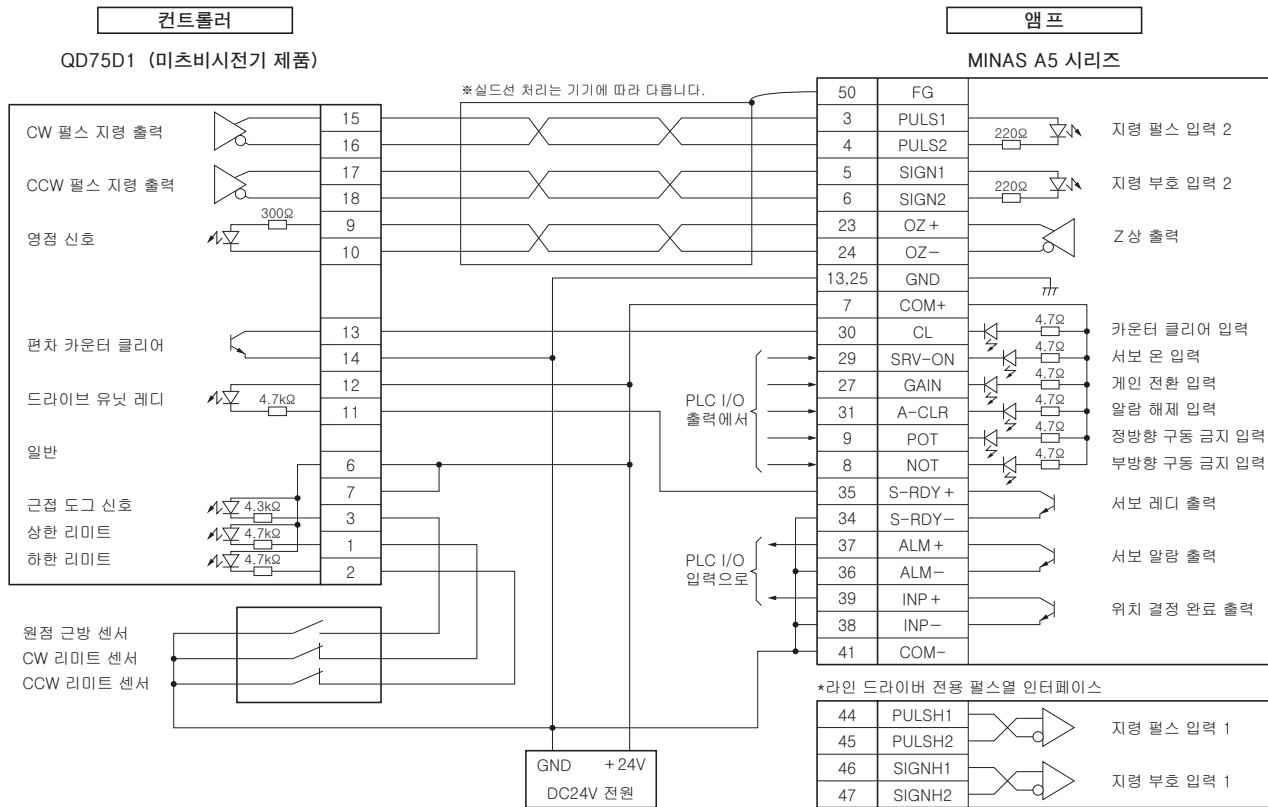 컨트롤러
앰프
QD75D1 (미츠비시전기 제품)
MINAS A5 시리즈
※실드선 처리는 기기에 따라 다릅니다.
CW 펄스 지령 출력
15
16
CCW 펄스 지령 출력
17
18
영점 신호
300Ω
9
10
편차 카운터 클리어
13
14
드라이브 유닛 레디
4.7kΩ
12
11
일반
6
7
근접 도그 신호
4.3kΩ
3
상한 리미트
4.7kΩ
1
하한 리미트
4.7kΩ
2
원점 근방 센서
CW 리미트 센서
CCW 리미트 센서
GND +24V
DC24V 전원
PLC I/O
출력에서
PLC I/O
입력으로
50 FG
3 PULS1
4 PULS2
220Ω
지령 펄스 입력 2
5 SIGN1
6 SIGN2
220Ω
지령 부호 입력 2
23 OZ+
24 OZ−
Z상 출력
13,25 GND
7 COM+
30 CL 4.7Ω 카운터 클리어 입력
29 SRV-ON 4.7Ω 서보 온 입력
27 GAIN 4.7Ω 게인 전환 입력
31 A-CLR 4.7Ω 알람 해제 입력
9 POT 4.7Ω 정방향 구동 금지 입력
8 NOT 4.7Ω 부방향 구동 금지 입력
35 S-RDY+
34 S-RDY−
서보 레디 출력
37 ALM+
36 ALM−
서보 알람 출력
39 INP+
38 INP−
위치 결정 완료 출력
41 COM-
*라인 드라이버 전용 펄스열 인터페이스
44 PULSH1
45 PULSH2
지령 펄스 입력 1
46 SIGNH1
47 SIGNH2
지령 부호 입력 1